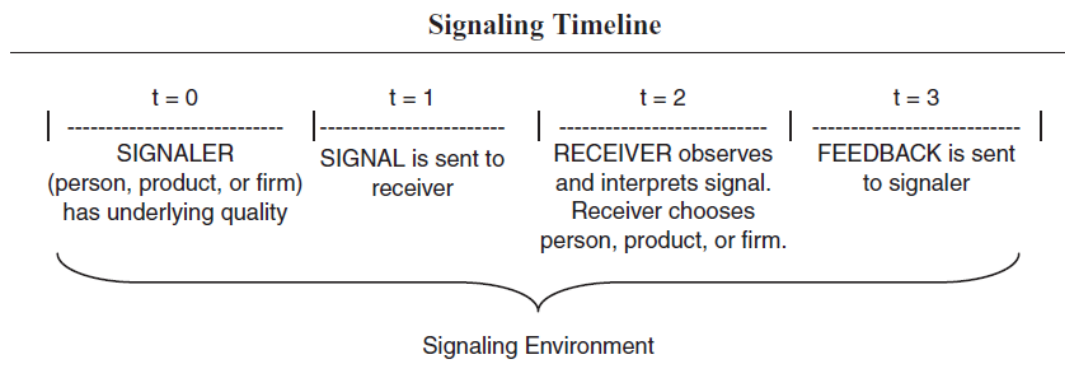 Signaling Timeline
t = 0
SIGNALER
(person, product, or firm)
has underlying quality
t = 1
SIGNAL is sent to
receiver
t = 2
RECEIVER observes
and interprets signal.
Receiver chooses
person, product, or firm.
t = 3
FEEDBACK is sent
to signaler
Signaling Environment